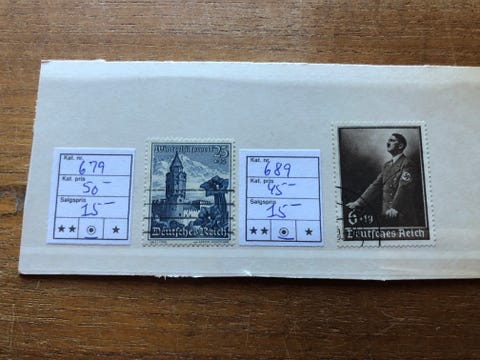 Kat. nr.
679
Kat. pris
50-
Salgspris
15-
25
+15
Deutsches Reich
Kat. nr.
689
Kat. pris
45-
Salgspris
15-
6+19
Deutsches Reich